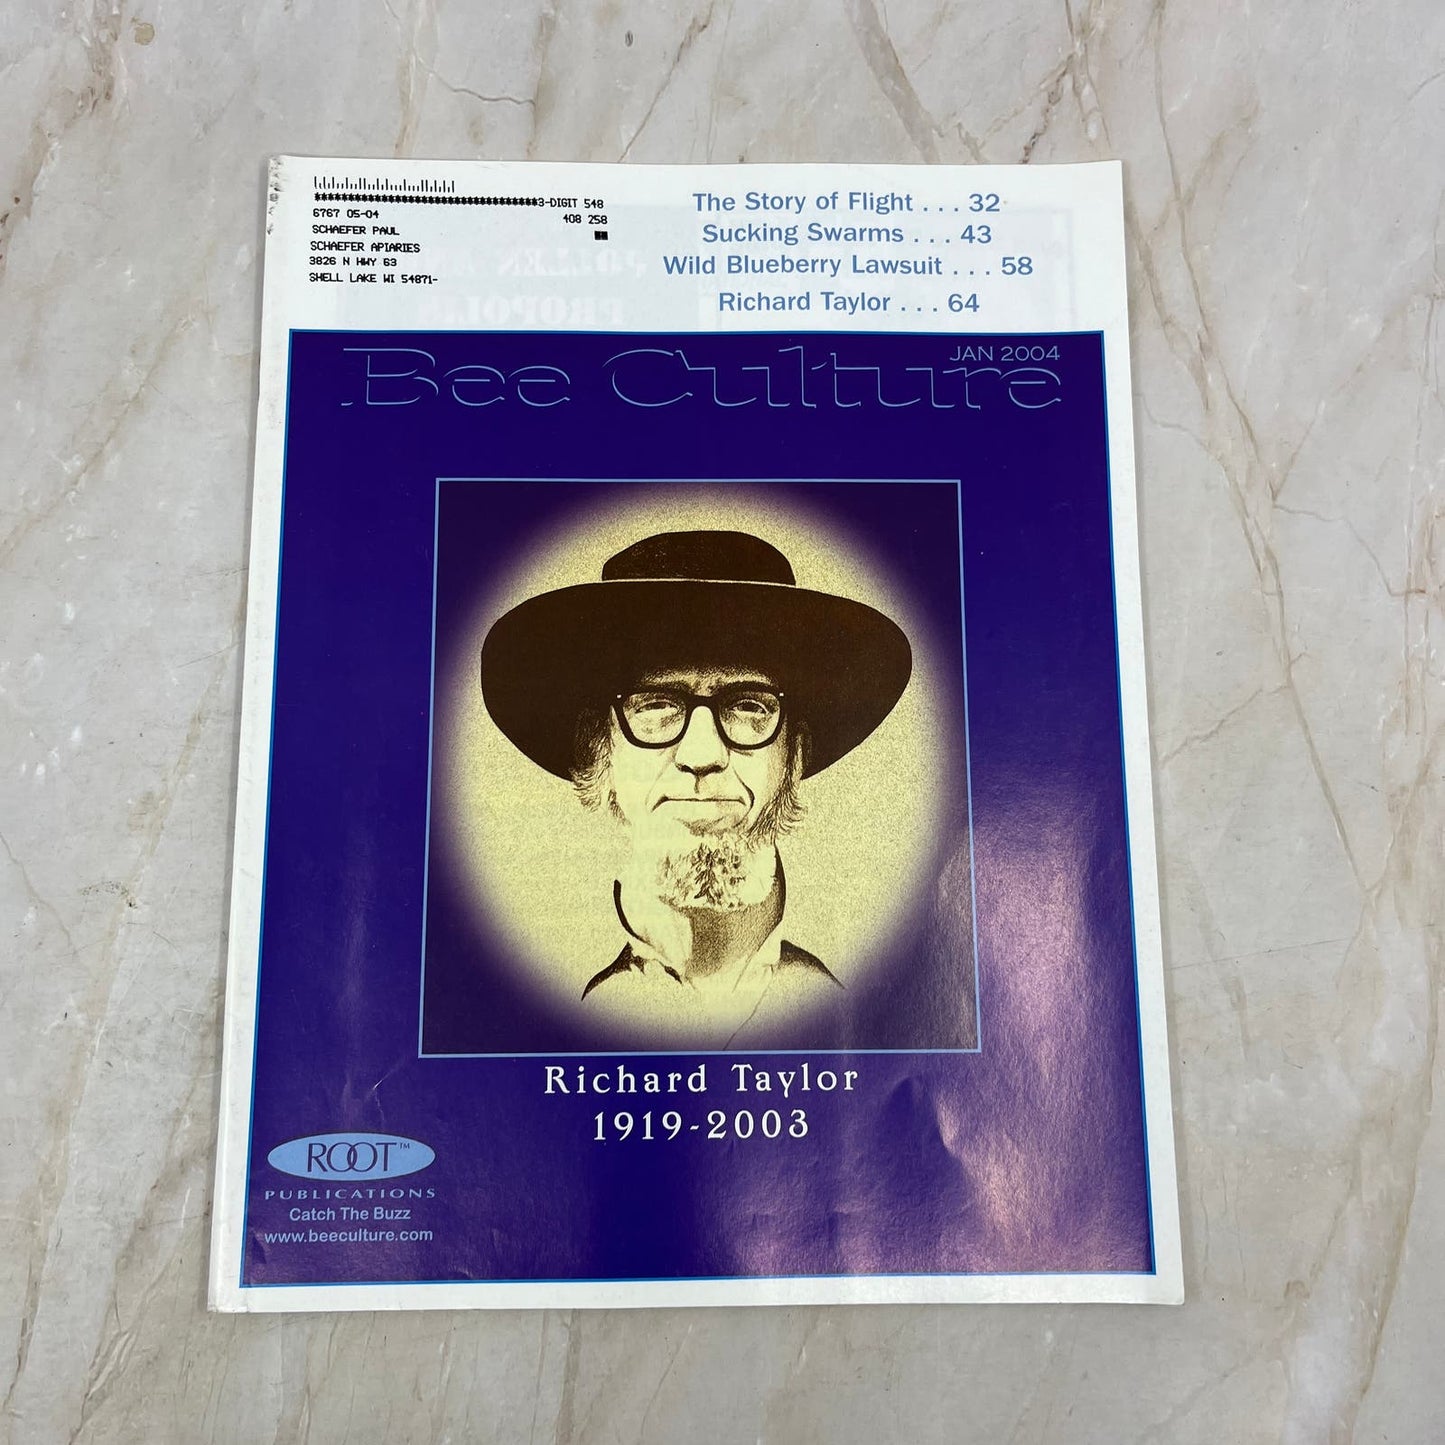 ******************************************3-DIGIT 548
6767 05-04 408 258
SCHAEFER PAUL
SCHAEFER APIARIES
3826 N HWY 63
SHELL LAKE WI 54871-
The Story of Flight . . . 32
Sucking Swarms . . . 43
Wild Blueberry Lawsuit . . . 58
Richard Taylor . . . 64
JAN 2004
Bee Culture
Richard Taylor
1919-2003
ROOT™
PUBLICATIONS
Catch The Buzz
www.beeculture.com